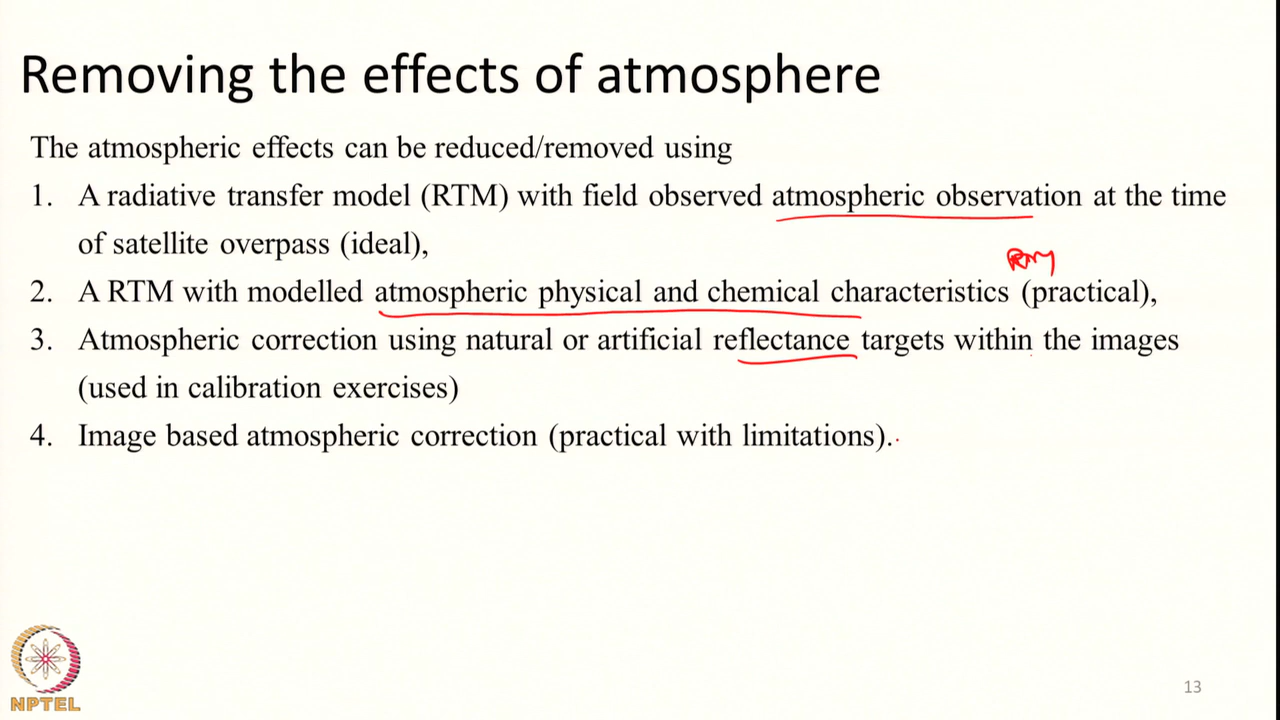 Removing the effects of atmosphere
The atmospheric effects can be reduced/removed using
1. A radiative transfer model (RTM) with field observed atmospheric observation at the time
of satellite overpass (ideal),
RTM
2. A RTM with modelled atmospheric physical and chemical characteristics (practical),
3. Atmospheric correction using natural or artificial reflectance targets within the images
(used in calibration exercises)
4. Image based atmospheric correction (practical with limitations).
NPTEL
13